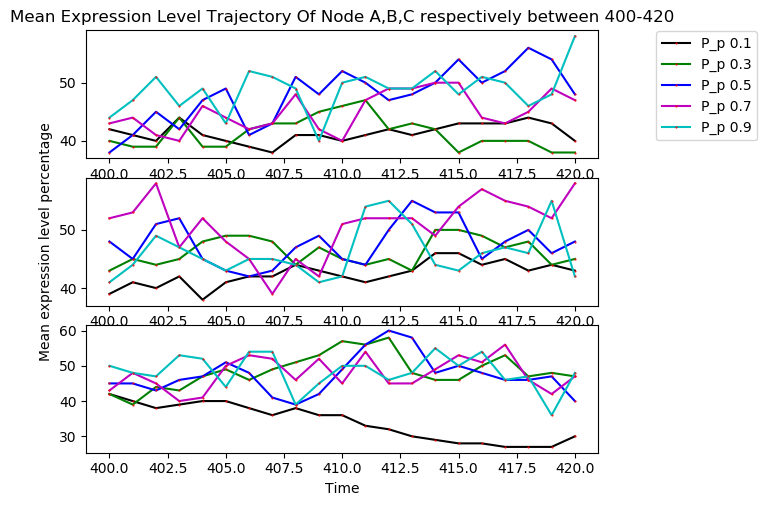 Mean Expression Level Trajectory Of Node A,B,C respectively between 400-420
P_p 0.1
P_p 0.3
P_p 0.5
P_p 0.7
P_p 0.9
50
40
400.0 402.5 405.0 407.5 410.0 412.5 415.0 417.5 420.0
50
40
400.0 402.5 405.0 407.5 410.0 412.5 415.0 417.5 420.0
60
50
40
30
400.0 402.5 405.0 407.5 410.0 412.5 415.0 417.5 420.0
Mean expression level percentage
Time